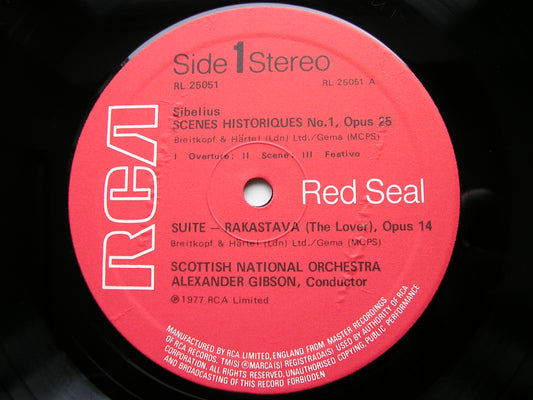 Side 1 Stereo
RL 25051
RL 25051 A
Sibelius
SCENES HISTORIQUES No.1, Opus 25
Breitkopf & Härtel (Ldn) Ltd./Gema (MCPS)
I Overture; II Scene; III Festivo
RCA
Red Seal
SUITE — RAKASTAVA (The Lover), Opus 14
Breitkopf & Härtel (Ldn) Ltd./Gema (MCPS)
SCOTTISH NATIONAL ORCHESTRA
ALEXANDER GIBSON, Conductor
℗1977 RCA Limited
MANUFACTURED BY RCA LIMITED, ENGLAND FROM MASTER RECORDINGS
OF RCA RECORDS. TM(S) ®MARCA(S) REGISTRADA(S) USED BY AUTHORITY OF RCA
CORPORATION. ALL RIGHTS RESERVED. UNAUTHORISED COPYING, PUBLIC PERFORMANCE
AND BROADCASTING OF THIS RECORD FORBIDDEN